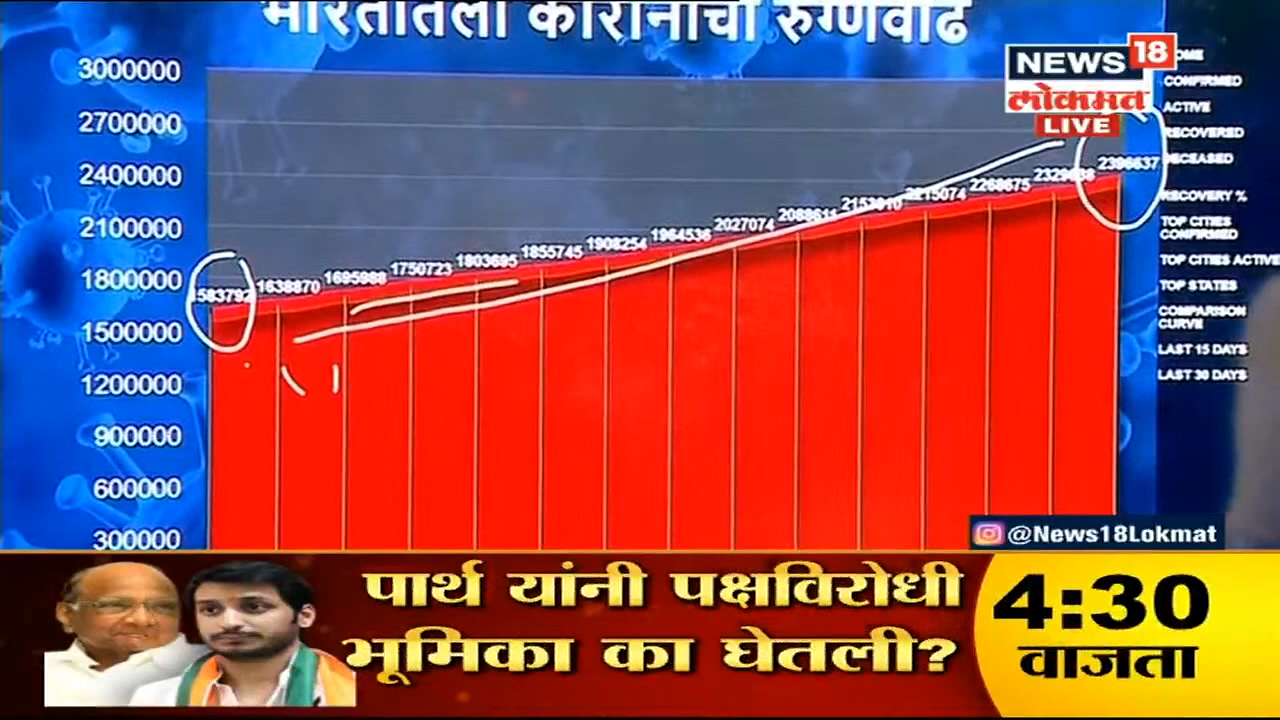 भारतातली कोरोनाची रुग्णवाढ
NEWS 18
लोकमत
LIVE
3000000
2700000
2400000
2100000
1800000
1500000
1200000
900000
600000
300000
1583792
1638870
1695988
1750723
1803695
1855745
1908254
1964536
2027074
2088611
2153010
2215074
2268675
2396637
CONFIRMED
ACTIVE
RECOVERED
DECEASED
RECOVERY %
TOP CITIES
CONFIRMED
TOP CITIES ACTIVE
TOP STATES
COMPARISON
CURVE
LAST 15 DAYS
LAST 30 DAYS
@News18Lokmat
पार्थ यांनी पक्षविरोधी
भूमिका का घेतली?
4:30
वाजता